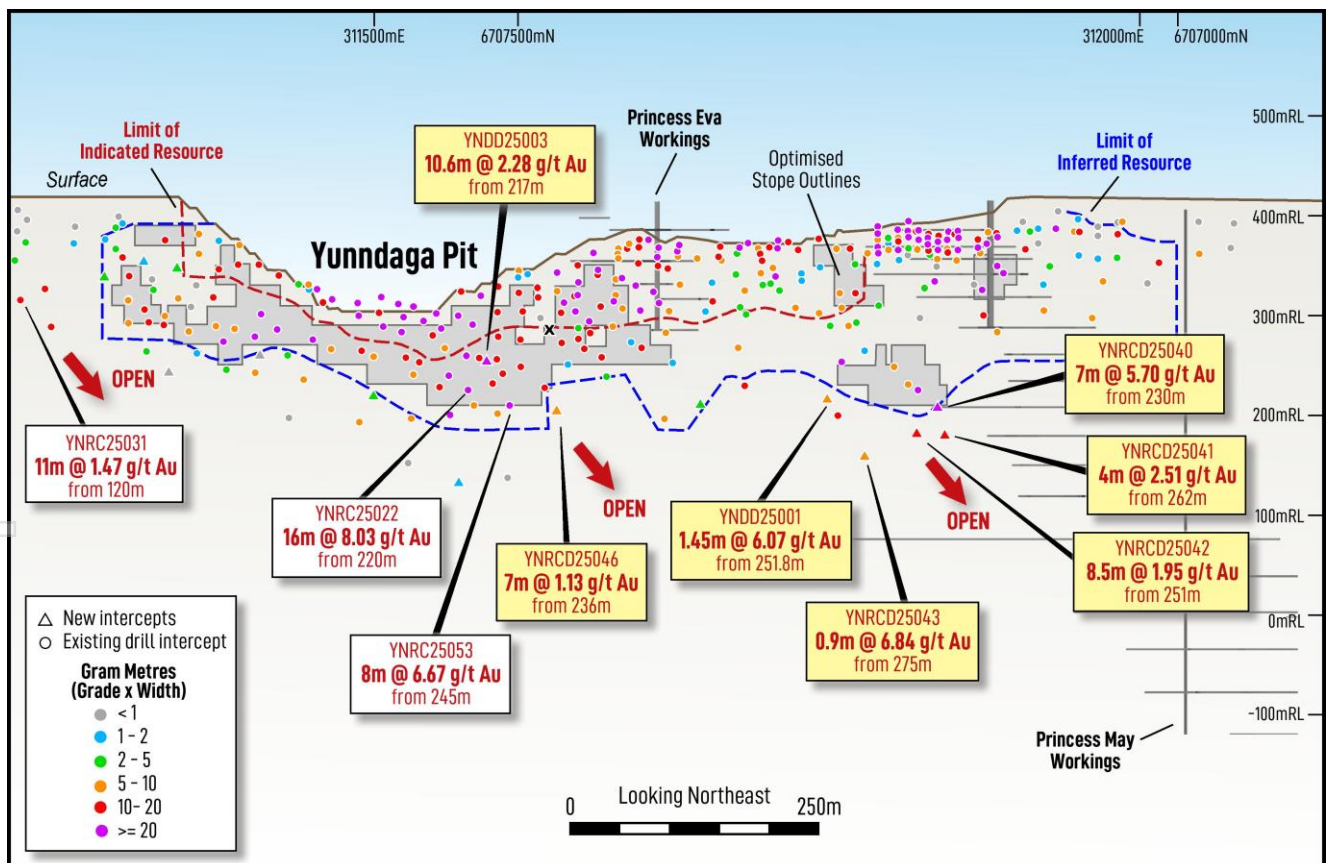 311500mE
6707500mN
312000mE
6707000mN
500mRL
400mRL
300mRL
200mRL
100mRL
0mRL
-100mRL
Limit of
Indicated Resource
Surface
YNDD25003
10.6m @ 2.28 g/t Au
from 217m
Princess Eva
Workings
Optimised
Stope Outlines
Limit of
Inferred Resource
Yunndaga Pit
X
OPEN
YNRC25031
11m @ 1.47 g/t Au
from 120m
YNRC25022
16m @ 8.03 g/t Au
from 220m
YNRC25053
8m @ 6.67 g/t Au
from 245m
YNRCD25046
7m @ 1.13 g/t Au
from 236m
OPEN
YNDD25001
1.45m @ 6.07 g/t Au
from 251.8m
YNRCD25043
0.9m @ 6.84 g/t Au
from 275m
OPEN
YNRCD25040
7m @ 5.70 g/t Au
from 230m
YNRCD25041
4m @ 2.51 g/t Au
from 262m
YNRCD25042
8.5m @ 1.95 g/t Au
from 251m
Princess May
Workings
New intercepts
Existing drill intercept
Gram Metres
(Grade x Width)
< 1
1 - 2
2 - 5
5 - 10
10- 20
>= 20
Looking Northeast
0
250m